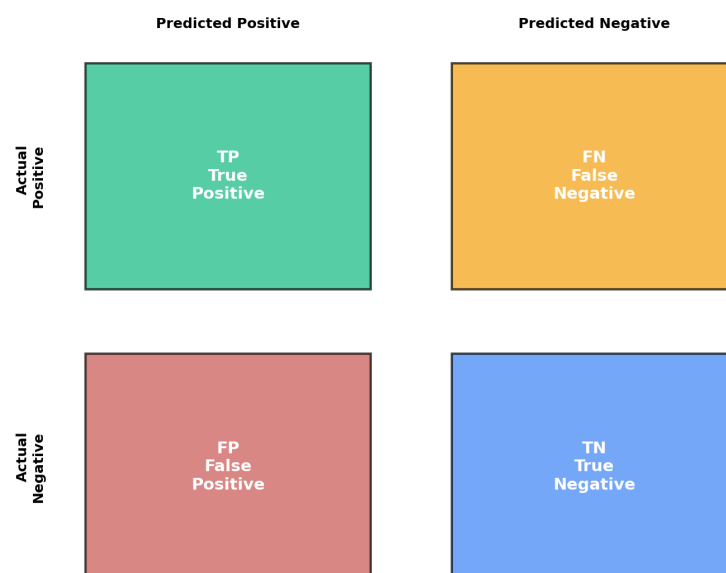 Predicted Positive
Predicted Negative
Actual
Positive
TP
True
Positive
FN
False
Negative
Actual
Negative
FP
False
Positive
TN
True
Negative